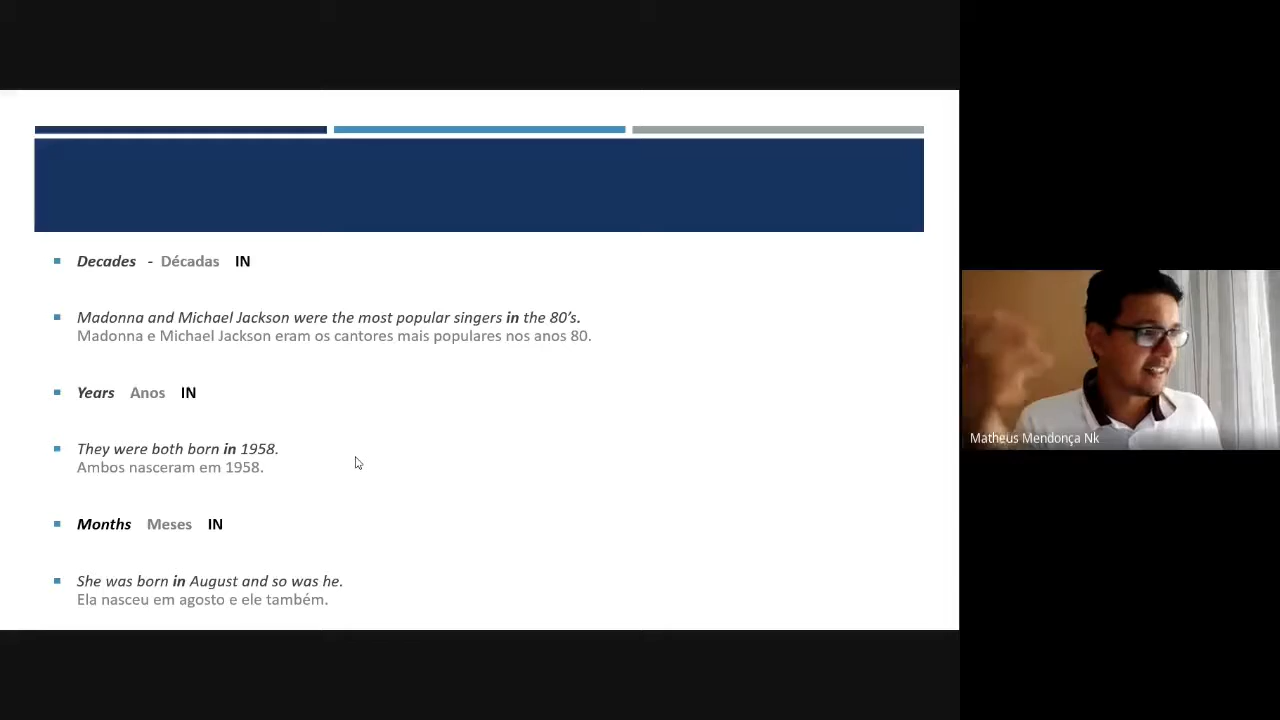 Decades - Décadas IN
Madonna and Michael Jackson were the most popular singers in the 80's.
Madonna e Michael Jackson eram os cantores mais populares nos anos 80.
Years Anos IN
They were both born in 1958.
Ambos nasceram em 1958.
Months Meses IN
She was born in August and so was he.
Ela nasceu em agosto e ele também.
Matheus Mendonça Nk